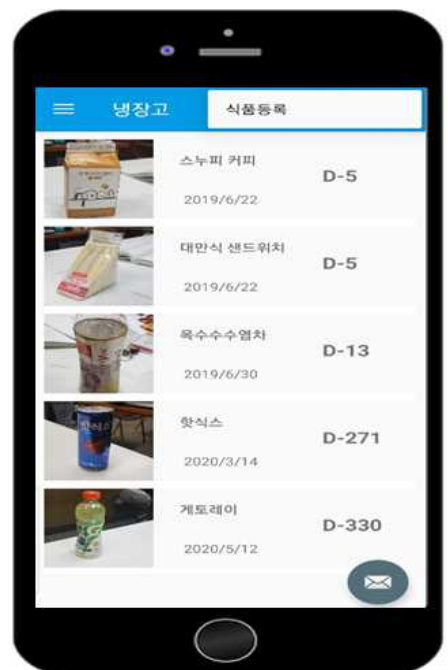 냉장고
식품등록
스누피 커피
D-5
2019/6/22
대만식 샌드위치
D-5
2019/6/22
옥수수수염차
D-13
2019/6/30
핫식스
D-271
2020/3/14
게토레이
D-330
2020/5/12